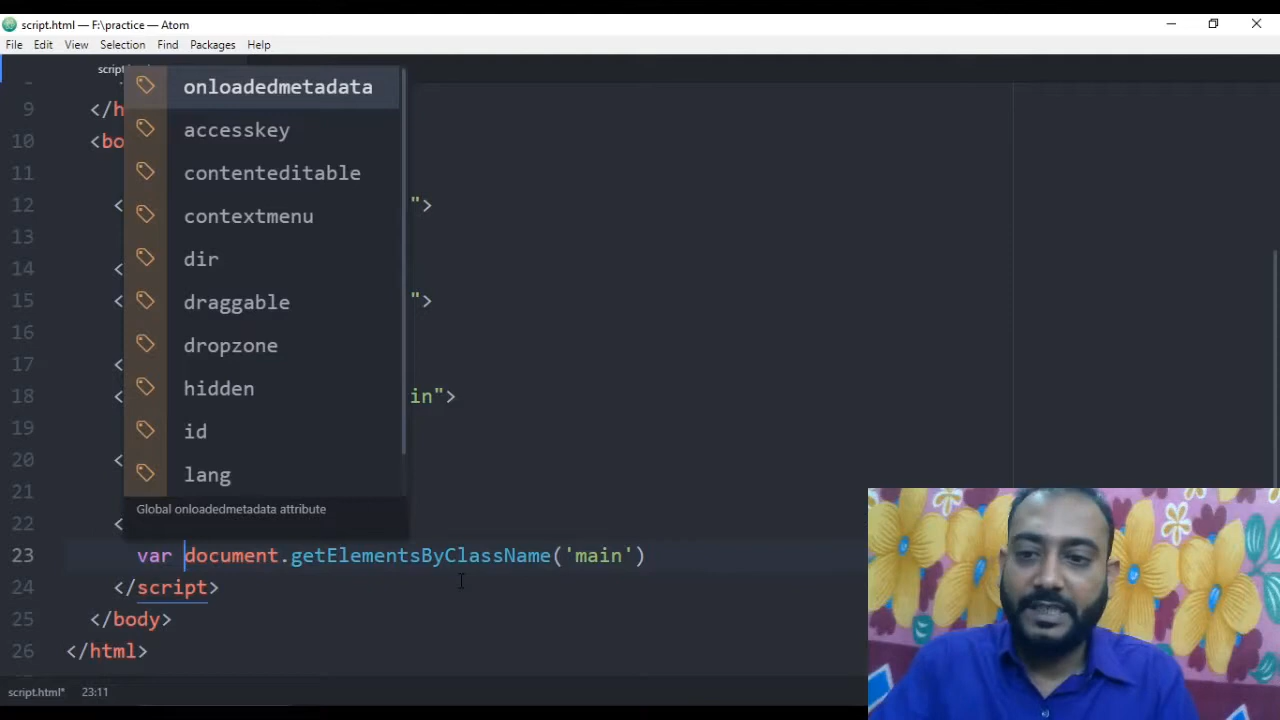 script.html — F:\practice — Atom
File Edit View Selection Find Packages Help
script
onloadedmetadata
9 </h
accesskey
10 <bo
11 contenteditable
12 < ">
contextmenu
13
dir
14 <
15 < ">
draggable
16
dropzone
17 <
18 < in">
hidden
19
id
20 <
lang
21
Global onloadedmetadata attribute
22 <
23 var document.getElementsByClassName('main')
24 </script>
25 </body>
26 </html>
script.html* 23:11